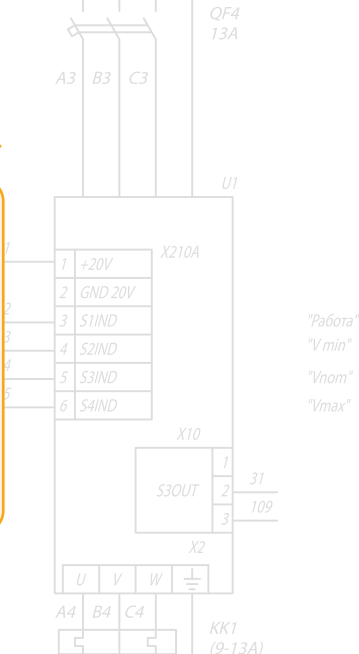 QF4
13A
A3 B3 C3
U1
X210A
1
1 +20V
2 GND 20V
2
3 S1IND
"Работа"
3
4 S2IND
"V min"
4
5 S3IND
"Vnom"
5
6 S4IND
"Vmax"
X10
1
S3OUT
2
31
3
109
X2
U V W
A4 B4 C4
KK1
(9-13A)